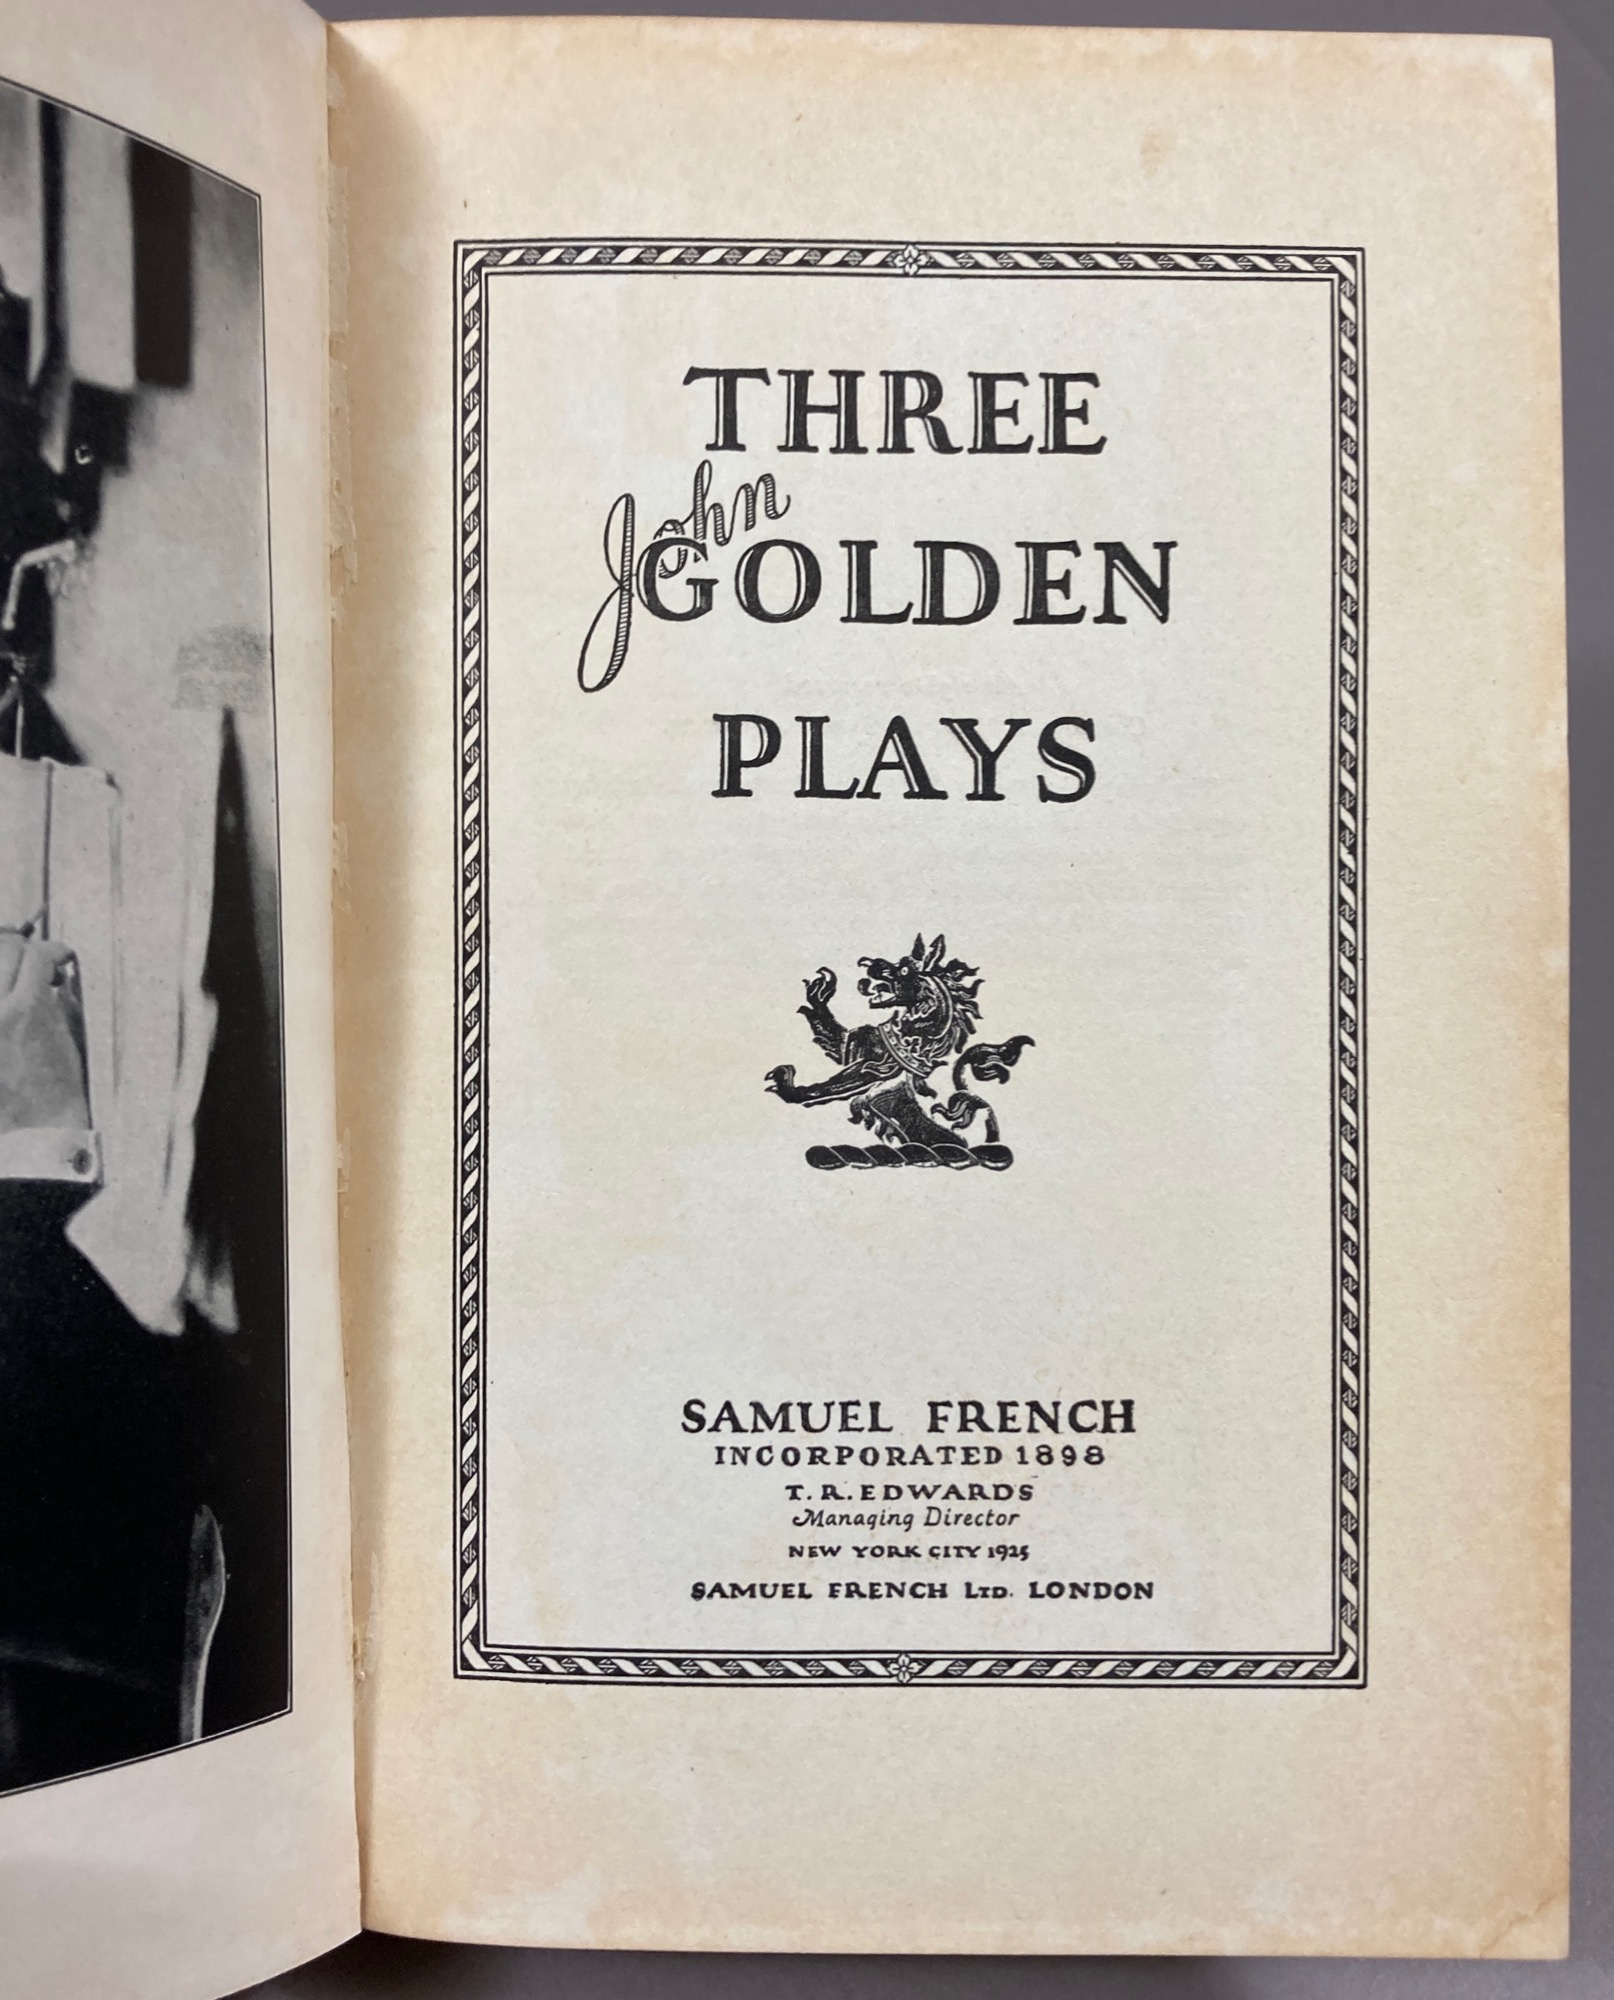 THREE
John
GOLDEN
PLAYS
SAMUEL FRENCH
INCORPORATED 1898
T. R. EDWARDS
Managing Director
NEW YORK CITY 1925
SAMUEL FRENCH LTD. LONDON